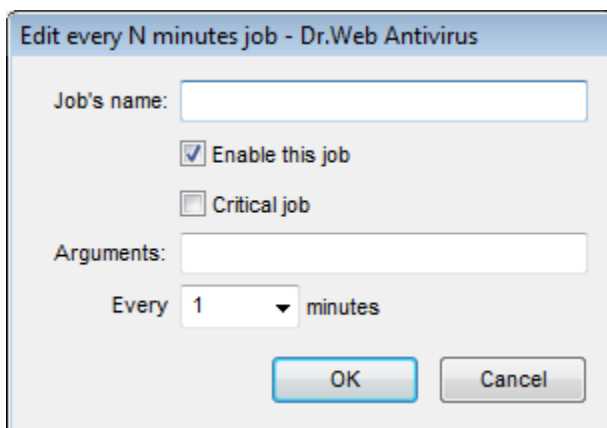 Edit every N minutes job - Dr.Web Antivirus
Job's name:
Enable this job
Critical job
Arguments:
Every 1 minutes
OK Cancel